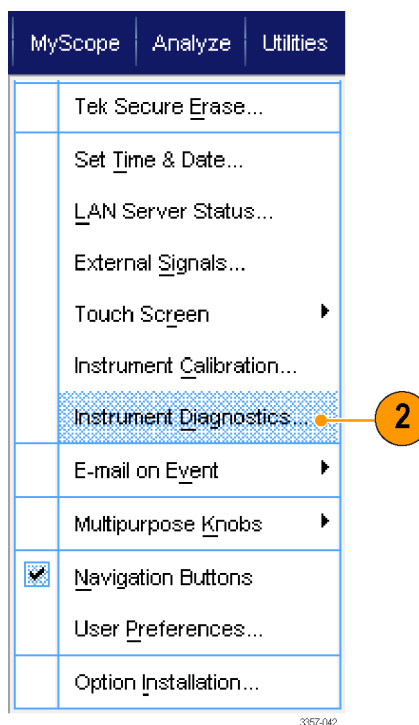 MyScope Analyze Utilities
Tek Secure Erase...
Set Time & Date...
LAN Server Status...
External Signals...
Touch Screen
Instrument Calibration...
Instrument Diagnostics...
2
E-mail on Event
Multipurpose Knobs
Navigation Buttons
User Preferences...
Option Installation...
3357-042